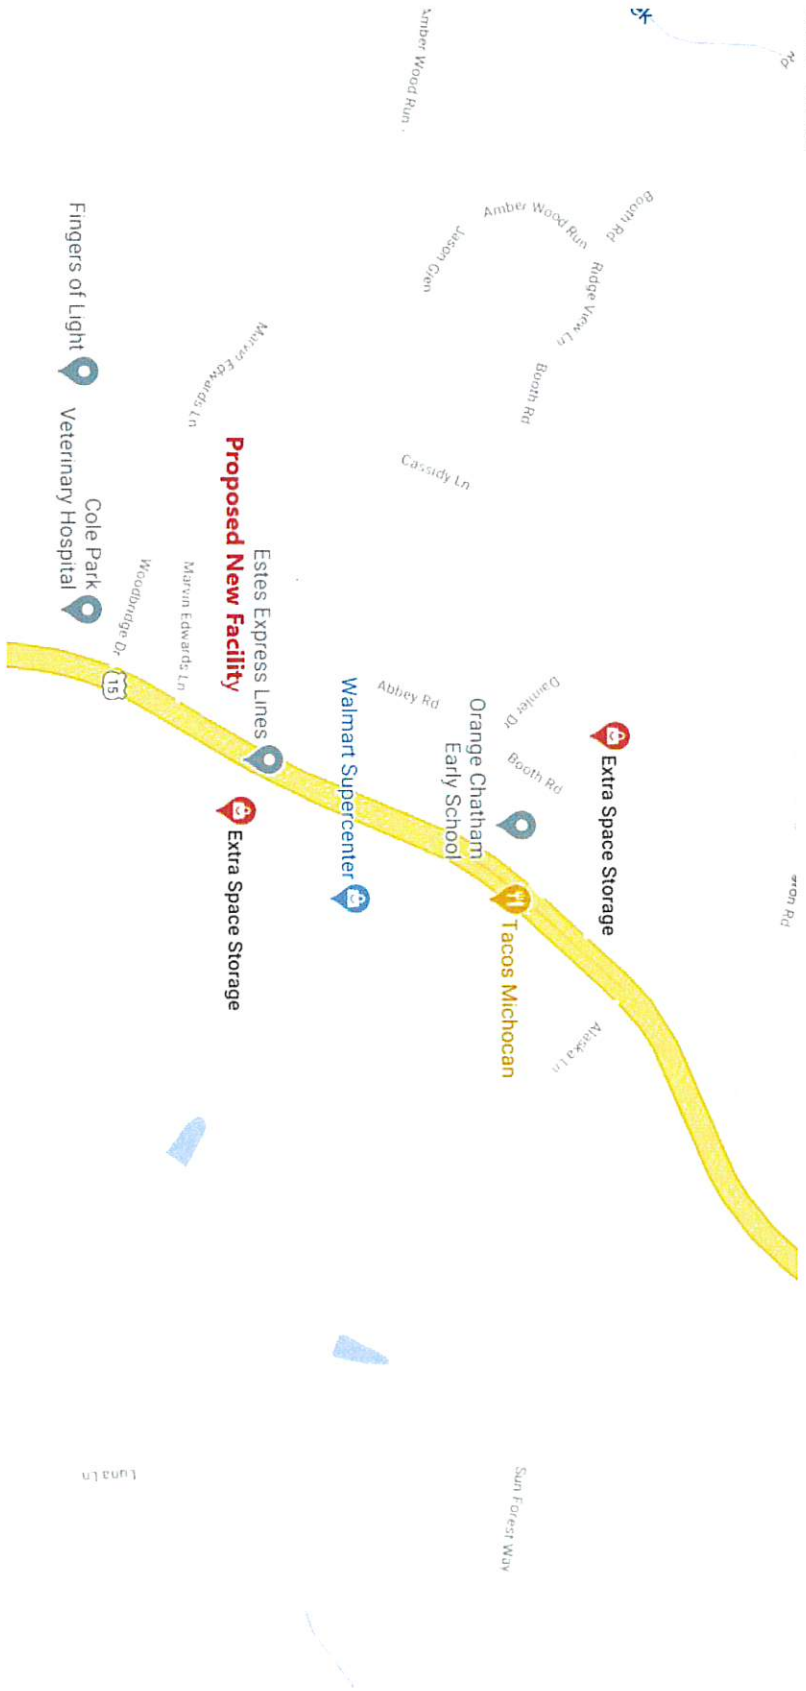 Extra Space Storage
Booth Rd
Ridge View Ln
Amber Wood Run
Booth Rd
Booth Rd
Alaska Ln
Tacos Michocan
Sun Forest Way
Orange Chatham
Early School
Jason Glen
Cassidy Ln
Amber Wood Run
Abbey Rd
Walmart Supercenter
Estes Express Lines
Proposed New Facility
Extra Space Storage
Marvin Edwards Ln
Marvin Edwards Ln
Woodbridge Dr
15
Luna Ln
Cole Park
Veterinary Hospital
Fingers of Light